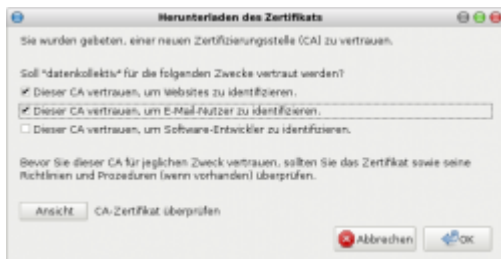 Herunterladen des Zertifikats
Sie wurden gebeten, einer neuen Zertifizierungsstelle (CA) zu vertrauen.
Soll "datenkollektiv" für die folgenden Zwecke vertraut werden?
Dieser CA vertrauen, um Websites zu identifizieren.
Dieser CA vertrauen, um E-Mail-Nutzer zu identifizieren.
Dieser CA vertrauen, um Software-Entwickler zu identifizieren.
Bevor Sie dieser CA für jeglichen Zweck vertrauen, sollten Sie das Zertifikat sowie seine
Richtlinien und Prozeduren (wenn vorhanden) überprüfen.
Ansicht CA-Zertifikat überprüfen
Abbrechen OK